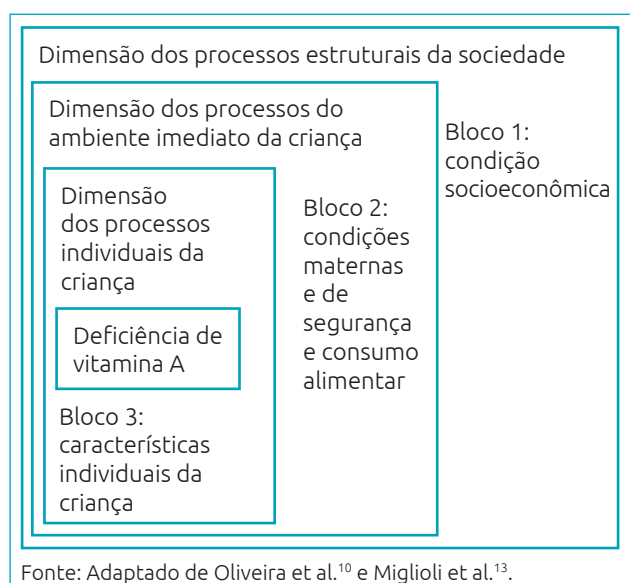 Dimensão dos processos estruturais da sociedade
Dimensão dos processos do
ambiente imediato da criança
Bloco 1:
condição
socioeconômica
Dimensão
dos processos
individuais da
criança
Bloco 2:
condições
maternas
e de
segurança
e consumo
alimentar
Deficiência de
vitamina A
Bloco 3:
características
individuais da
criança
Fonte: Adaptado de Oliveira et al.¹⁰ e Miglioli et al.¹³.